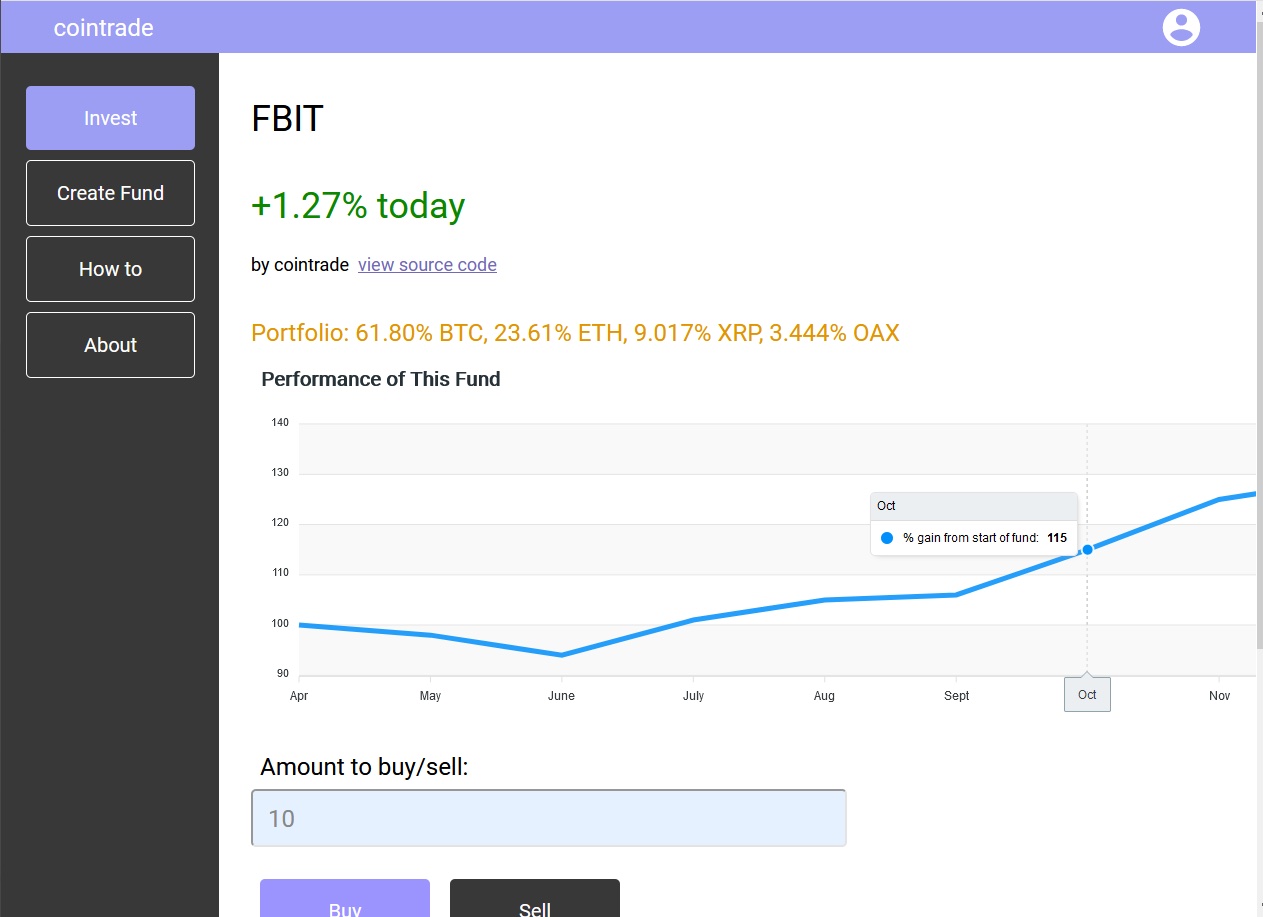 cointrade
Invest
Create Fund
How to
About
FBIT
+1.27% today
by cointrade view source code
Portfolio: 61.80% BTC, 23.61% ETH, 9.017% XRP, 3.444% OAX
Performance of This Fund
140
130
120
110
100
90
Oct
% gain from start of fund: 115
Apr May June July Aug Sept Oct Nov
Amount to buy/sell:
10
Buy Sell